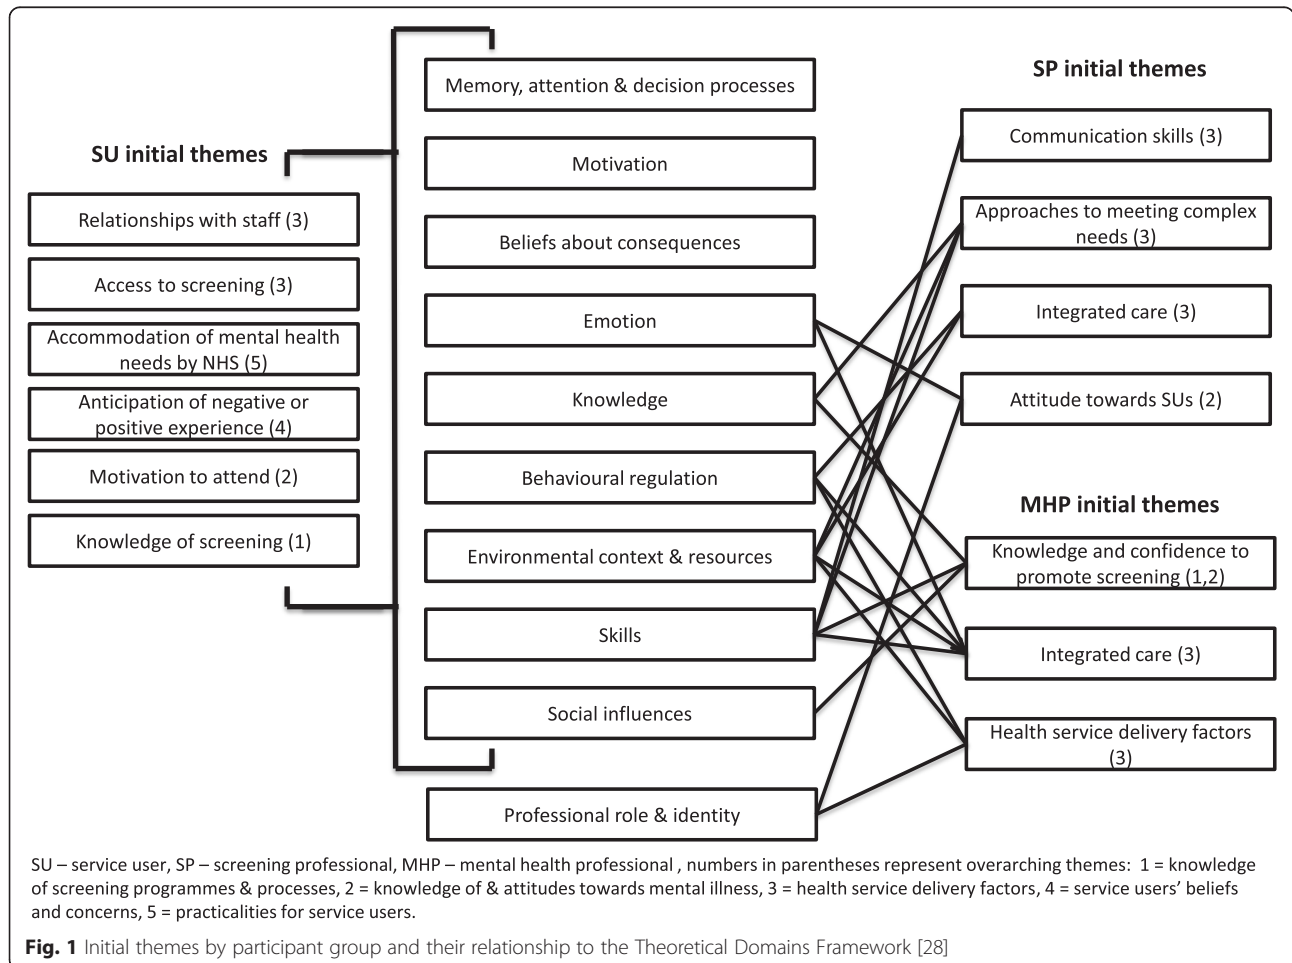 SU initial themes
Relationships with staff (3)
Access to screening (3)
Accommodation of mental health
needs by NHS (5)
Anticipation of negative or
positive experience (4)
Motivation to attend (2)
Knowledge of screening (1)
Memory, attention & decision processes
Motivation
Beliefs about consequences
Emotion
Knowledge
Behavioural regulation
Environmental context & resources
Skills
Social influences
Professional role & identity
SP initial themes
Communication skills (3)
Approaches to meeting complex
needs (3)
Integrated care (3)
Attitude towards SUs (2)
MHP initial themes
Knowledge and confidence to
promote screening (1,2)
Integrated care (3)
Health service delivery factors
(3)
SU – service user, SP – screening professional, MHP – mental health professional , numbers in parentheses represent overarching themes: 1 = knowledge
of screening programmes & processes, 2 = knowledge of & attitudes towards mental illness, 3 = health service delivery factors, 4 = service users' beliefs
and concerns, 5 = practicalities for service users.
Fig. 1 Initial themes by participant group and their relationship to the Theoretical Domains Framework [28]